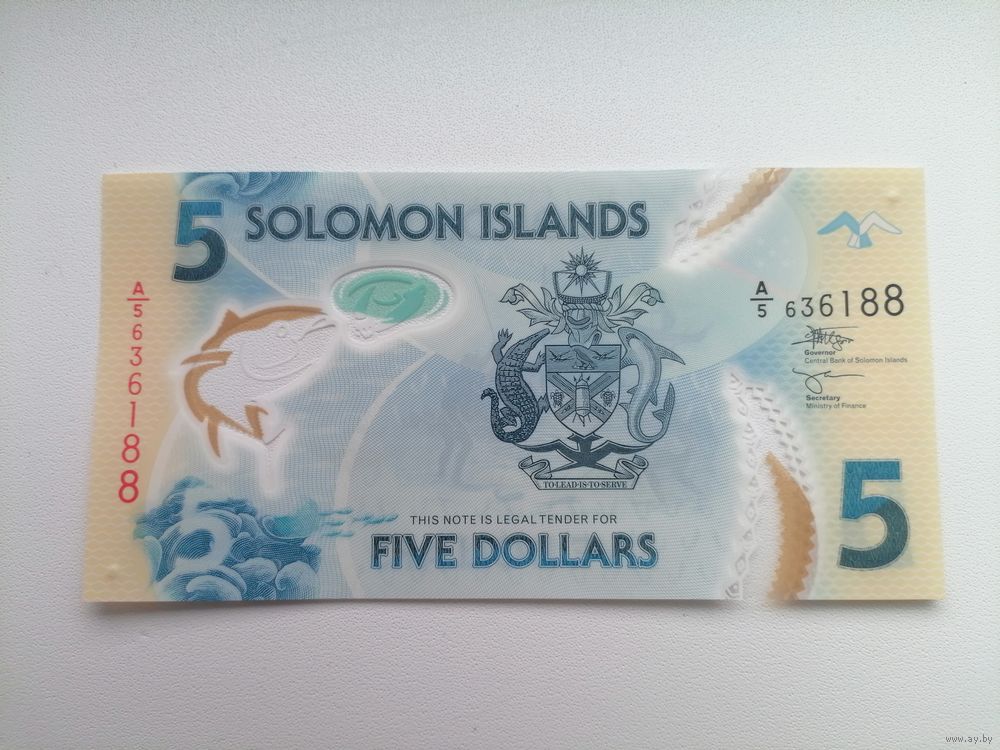 5 SOLOMON ISLANDS
A/5 636188
A/5 636188
Governor
Central Bank of Solomon Islands
Secretary
Ministry of Finance
TO·LEAD·IS·TO·SERVE
THIS NOTE IS LEGAL TENDER FOR
FIVE DOLLARS
5
www.ay.by